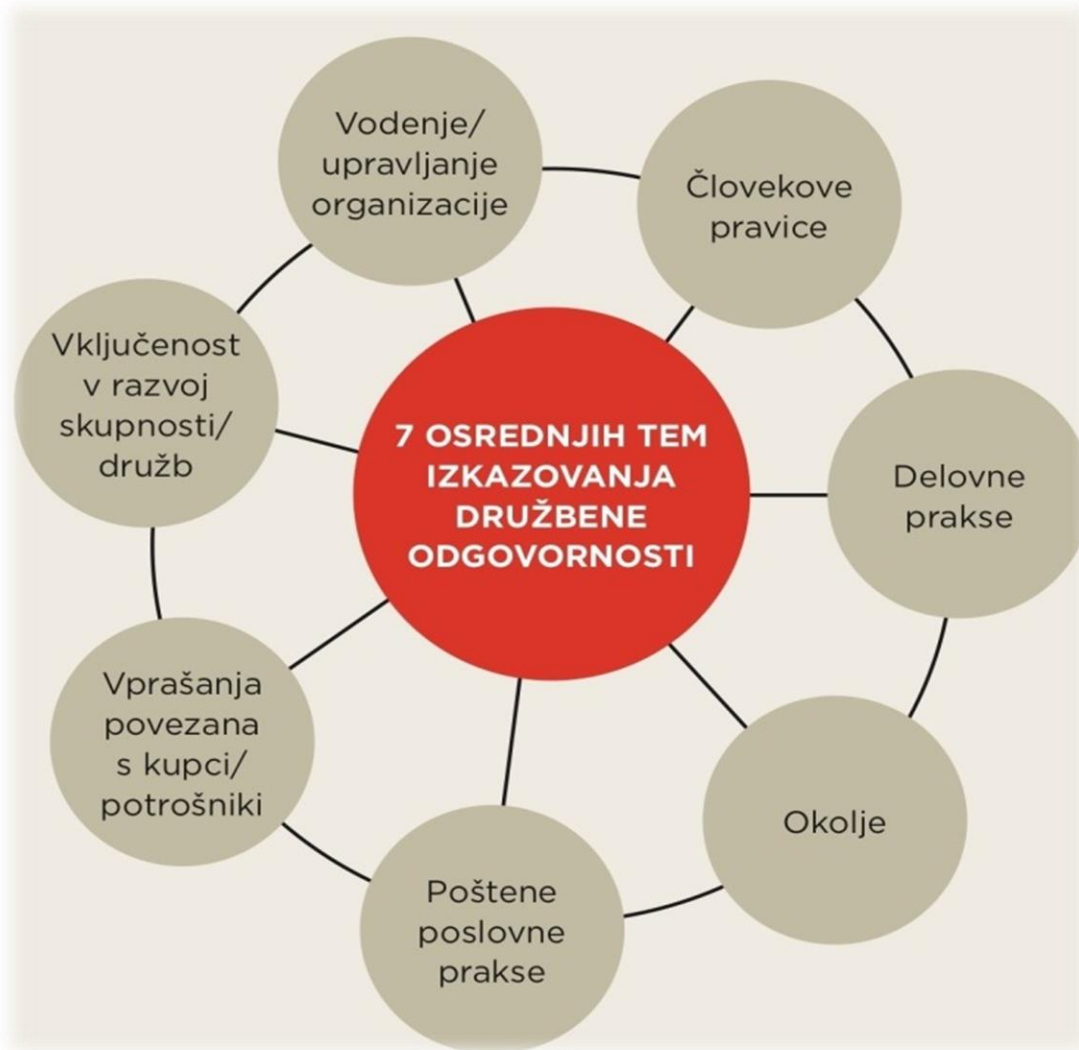 Vodenje/
upravljanje
organizacije
Človekove
pravice
Vključenost
v razvoj
skupnosti/
družb
7 OSREDNJIH TEM
IZKAZOVANJA
DRUŽBENE
ODGOVORNOSTI
Delovne
prakse
Vprašanja
povezana
s kupci/
potrošniki
Okolje
Poštene
poslovne
prakse